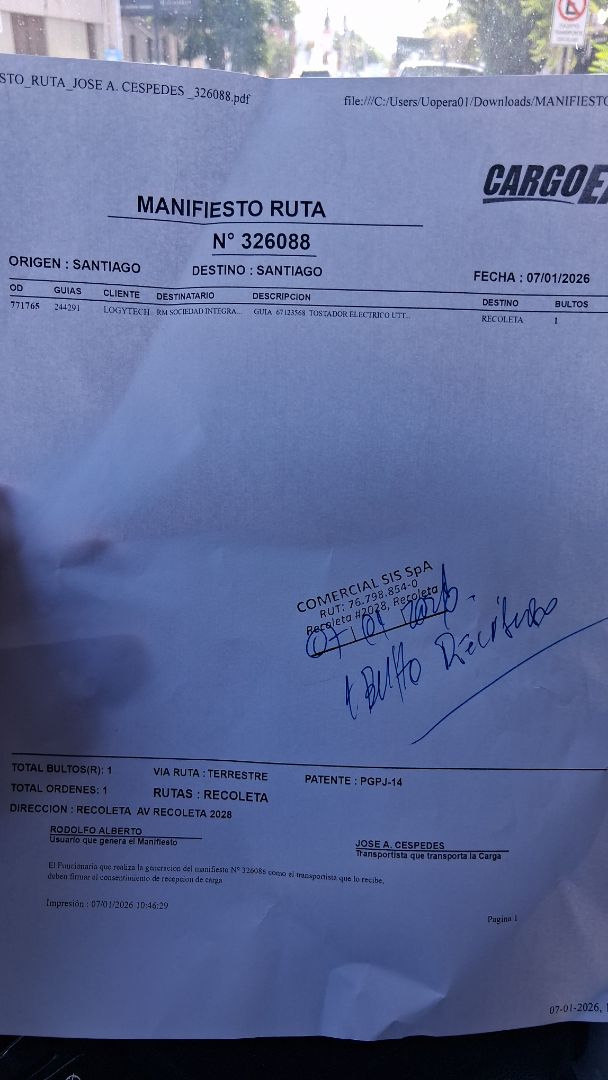 STO_RUTA_JOSE A. CESPEDES _326088.pdf
file:///C:/Users/Uopera01/Downloads/MANIFIESTO
CARGOEX
MANIFIESTO RUTA
N° 326088
ORIGEN : SANTIAGO DESTINO : SANTIAGO FECHA : 07/01/2026
OD GUIAS CLIENTE DESTINATARIO DESCRIPCION DESTINO BULTOS
771765 244291 LOGYTECH RM SOCIEDAD INTEGRA... GUIA 67123568 TOSTADOR ELECTRICO UTT... RECOLETA 1
COMERCIAL SIS SpA
RUT: 76.798.854-0
Recoleta #2028, Recoleta
07/01/2026.
1 Bulto Recibido
TOTAL BULTOS(R): 1 VIA RUTA : TERRESTRE PATENTE : PGPJ-14
TOTAL ORDENES: 1 RUTAS : RECOLETA
DIRECCION : RECOLETA AV RECOLETA 2028
RODOLFO ALBERTO JOSE A. CESPEDES
Usuario que genera el Manifiesto Transportista que transporta la Carga
El Funcionario que realiza la generacion del manifiesto N° 326088 como el transportista que lo recibe,
deben firmar el consentimiento de recepcion de carga
Impresión : 07/01/2026 10:46:29
Pagina 1
07-01-2026, 1